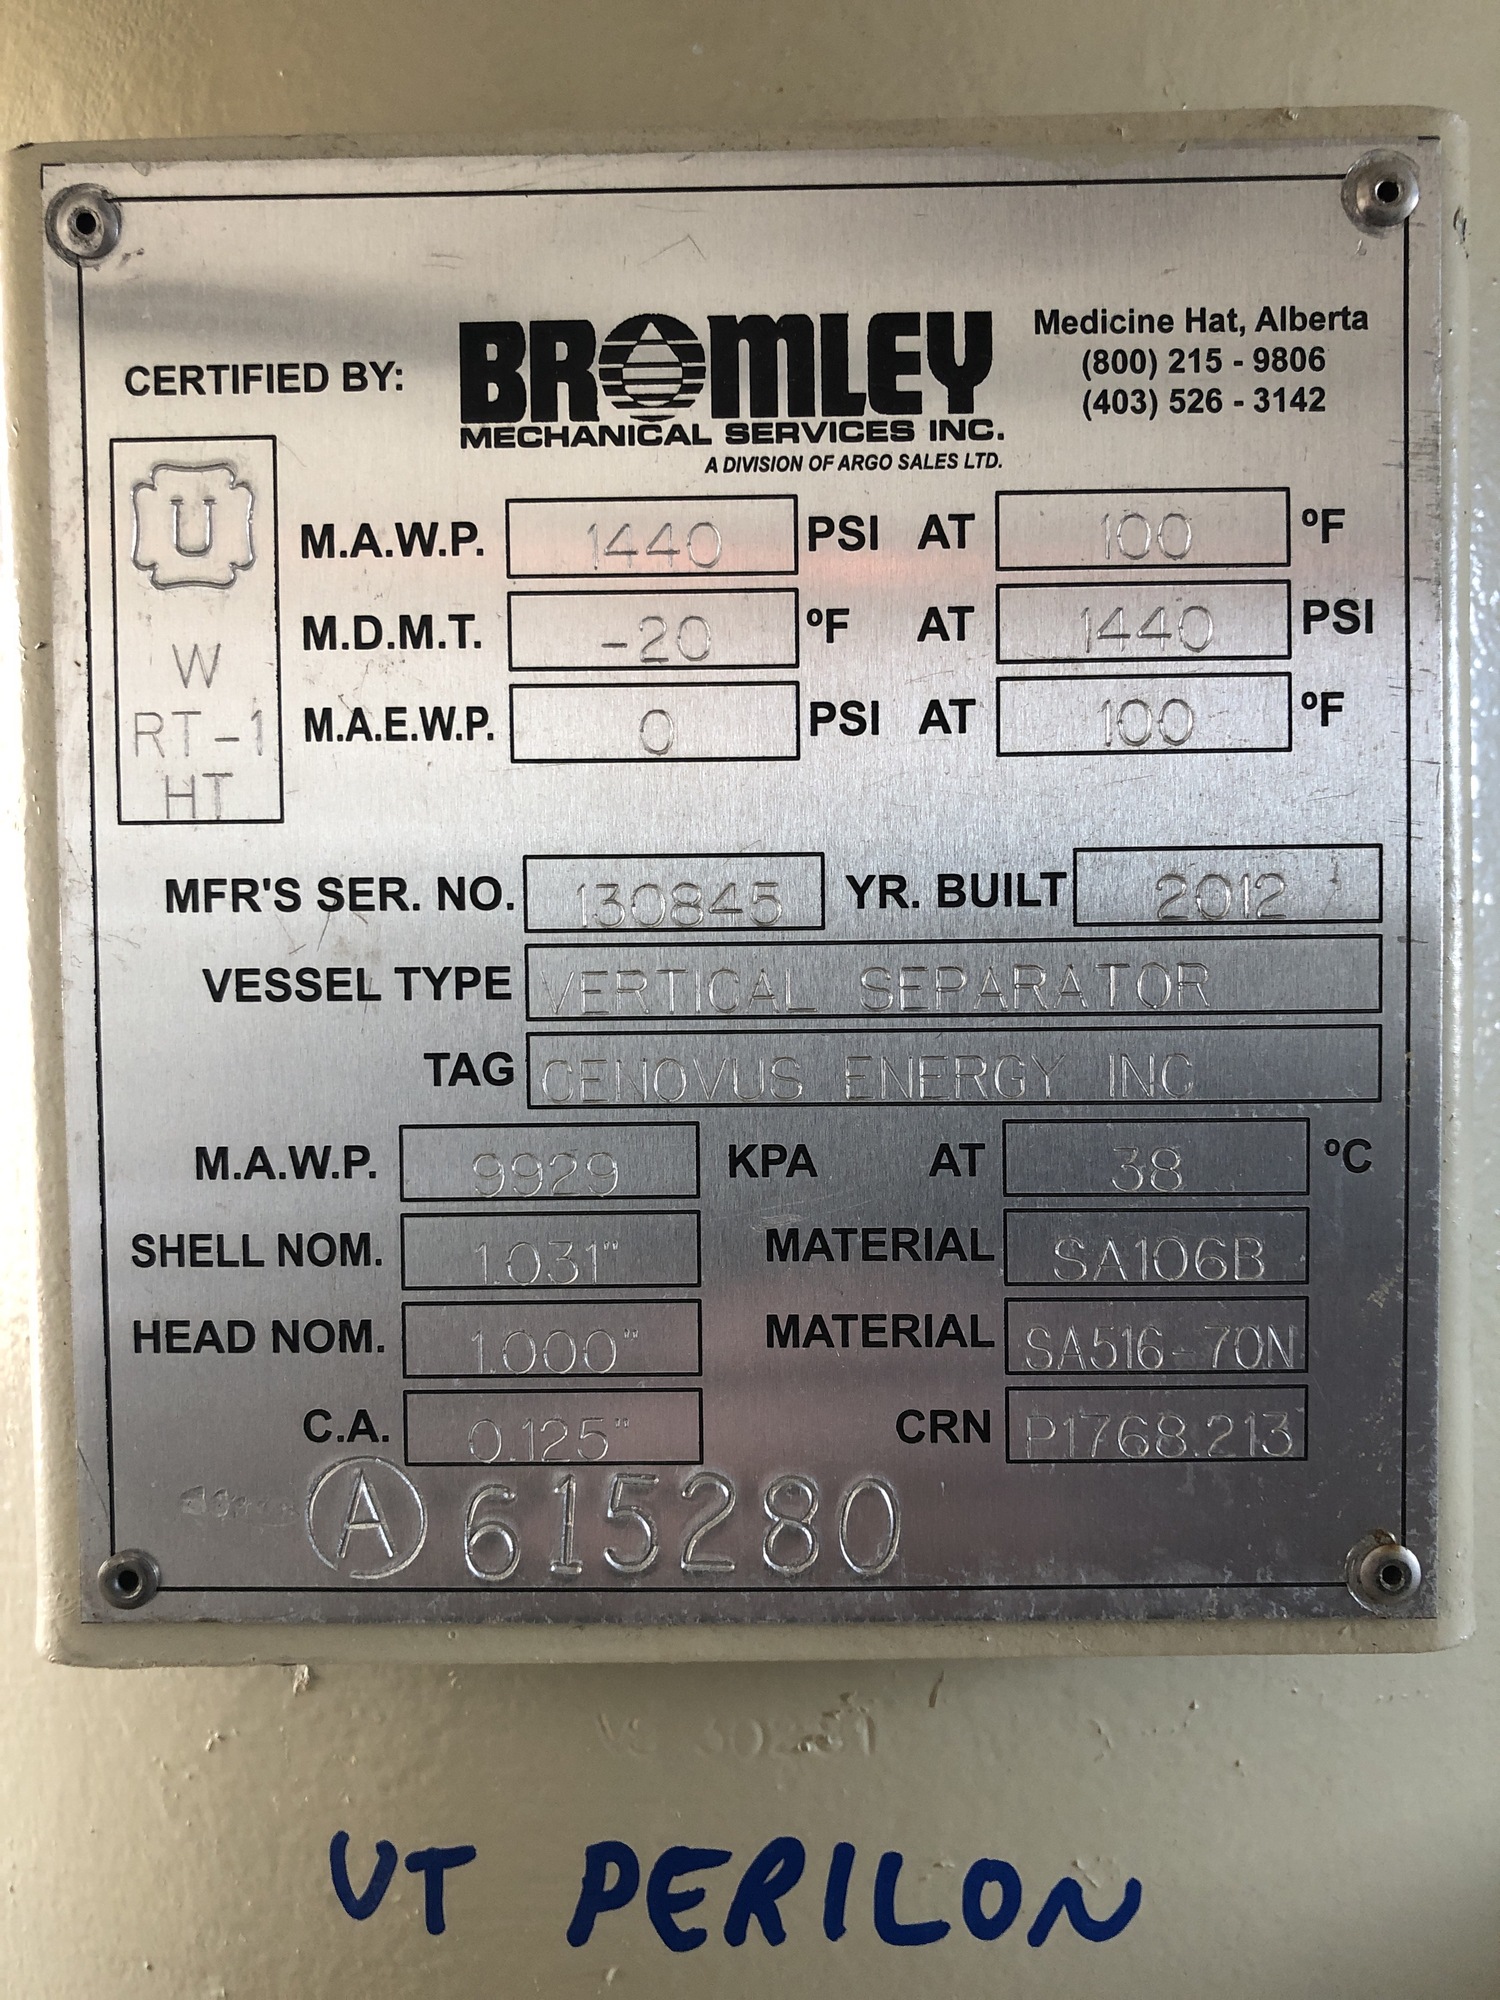 BROMLEY
MECHANICAL SERVICES INC.
A DIVISION OF ARGO SALES LTD.
Medicine Hat, Alberta
(800) 215 - 9806
(403) 526 - 3142
CERTIFIED BY:
U
W
RT-1
HT
M.A.W.P. 1440 PSI AT 100 ºF
M.D.M.T. -20 ºF AT 1440 PSI
M.A.E.W.P. 0 PSI AT 100 ºF
MFR'S SER. NO. 130845 YR. BUILT 2012
VESSEL TYPE VERTICAL SEPARATOR
TAG CENOVUS ENERGY INC
M.A.W.P. 9929 KPA AT 38 ºC
SHELL NOM. 1.031" MATERIAL SA106B
HEAD NOM. 1.000" MATERIAL SA516-70N
C.A. 0.125" CRN P1768.213
A 615280
UT PERILON